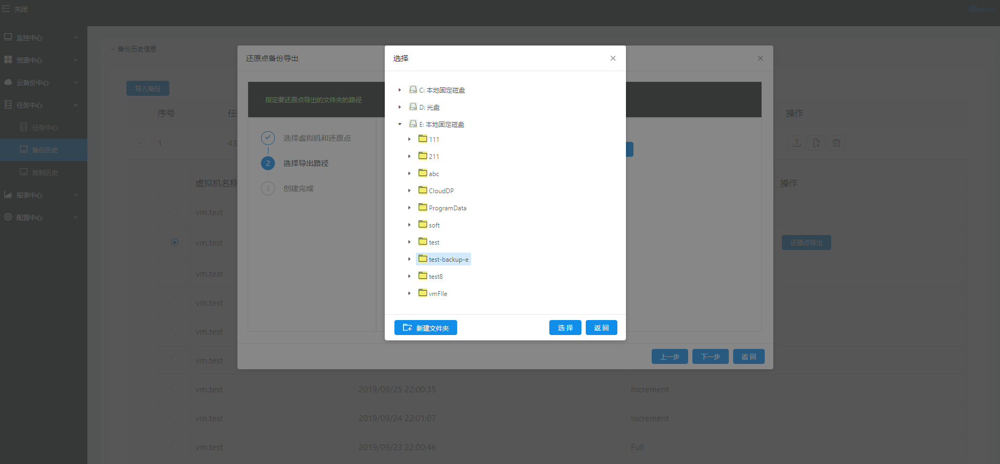 关闭
admin
监控中心
资源中心
云备份中心
任务中心
任务中心
备份历史
复制历史
报表中心
配置中心
备份历史信息
导入备份
序号
任
操作
1
43
虚拟机名称
操作
vm.test
vm.test
还原点导出
vm.test
vm.test
vm.test
vm.test
vm.test 2019/09/25 22:00:35 Increment
vm.test 2019/09/24 22:01:07 Increment
vm.test 2019/09/23 22:00:46 Full
还原点备份导出
指定要还原点导出的文件夹的路径
选择虚拟机和还原点
2 选择导出路径
3 创建完成
上一步 下一步 返回
选择
C: 本地固定磁盘
D: 光盘
E: 本地固定磁盘
111
211
abc
CloudDP
ProgramData
soft
test
test-backup-e
test8
vmFIle
新建文件夹 选择 返回